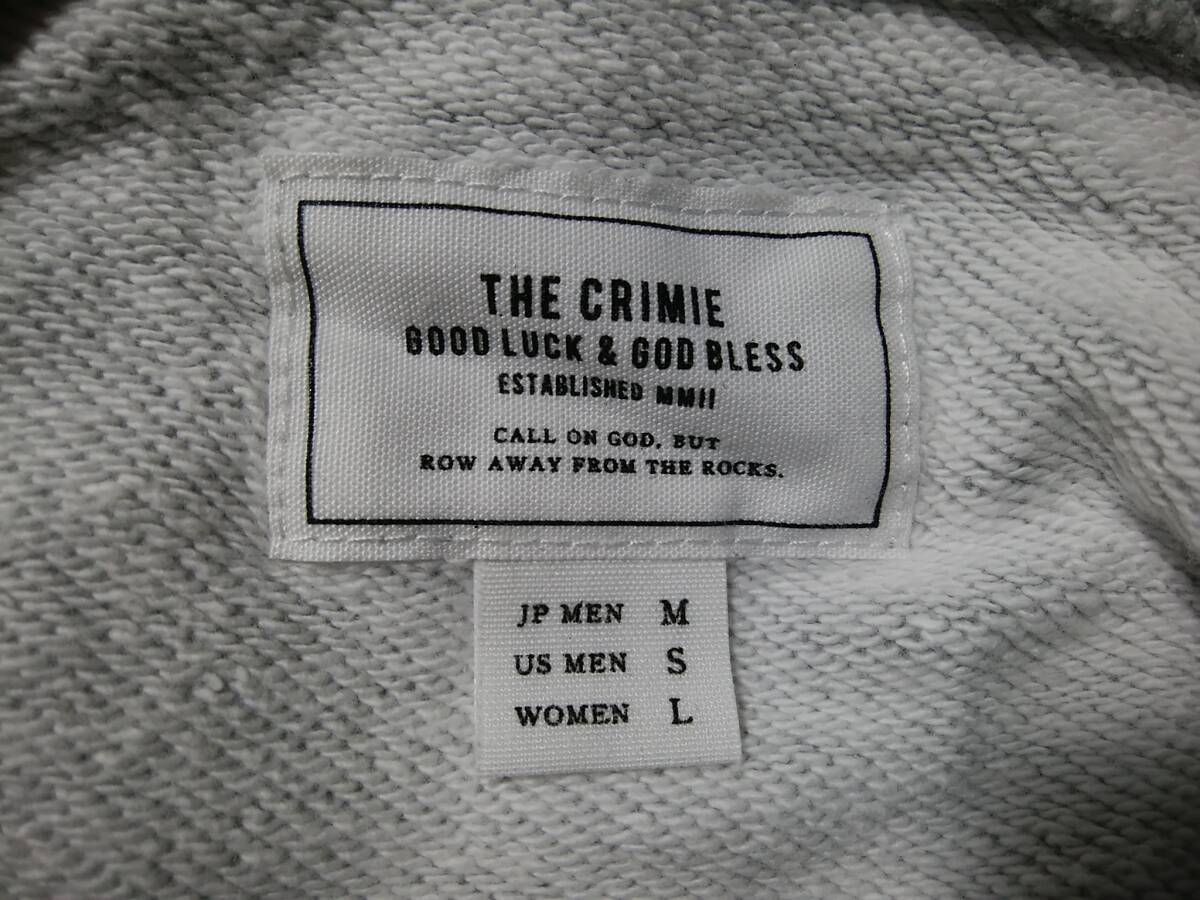 THE CRIMIE
GOOD LUCK & GOD BLESS
ESTABLISHED MMII
CALL ON GOD, BUT
ROW AWAY FROM THE ROCKS.
JP MEN M
US MEN S
WOMEN L